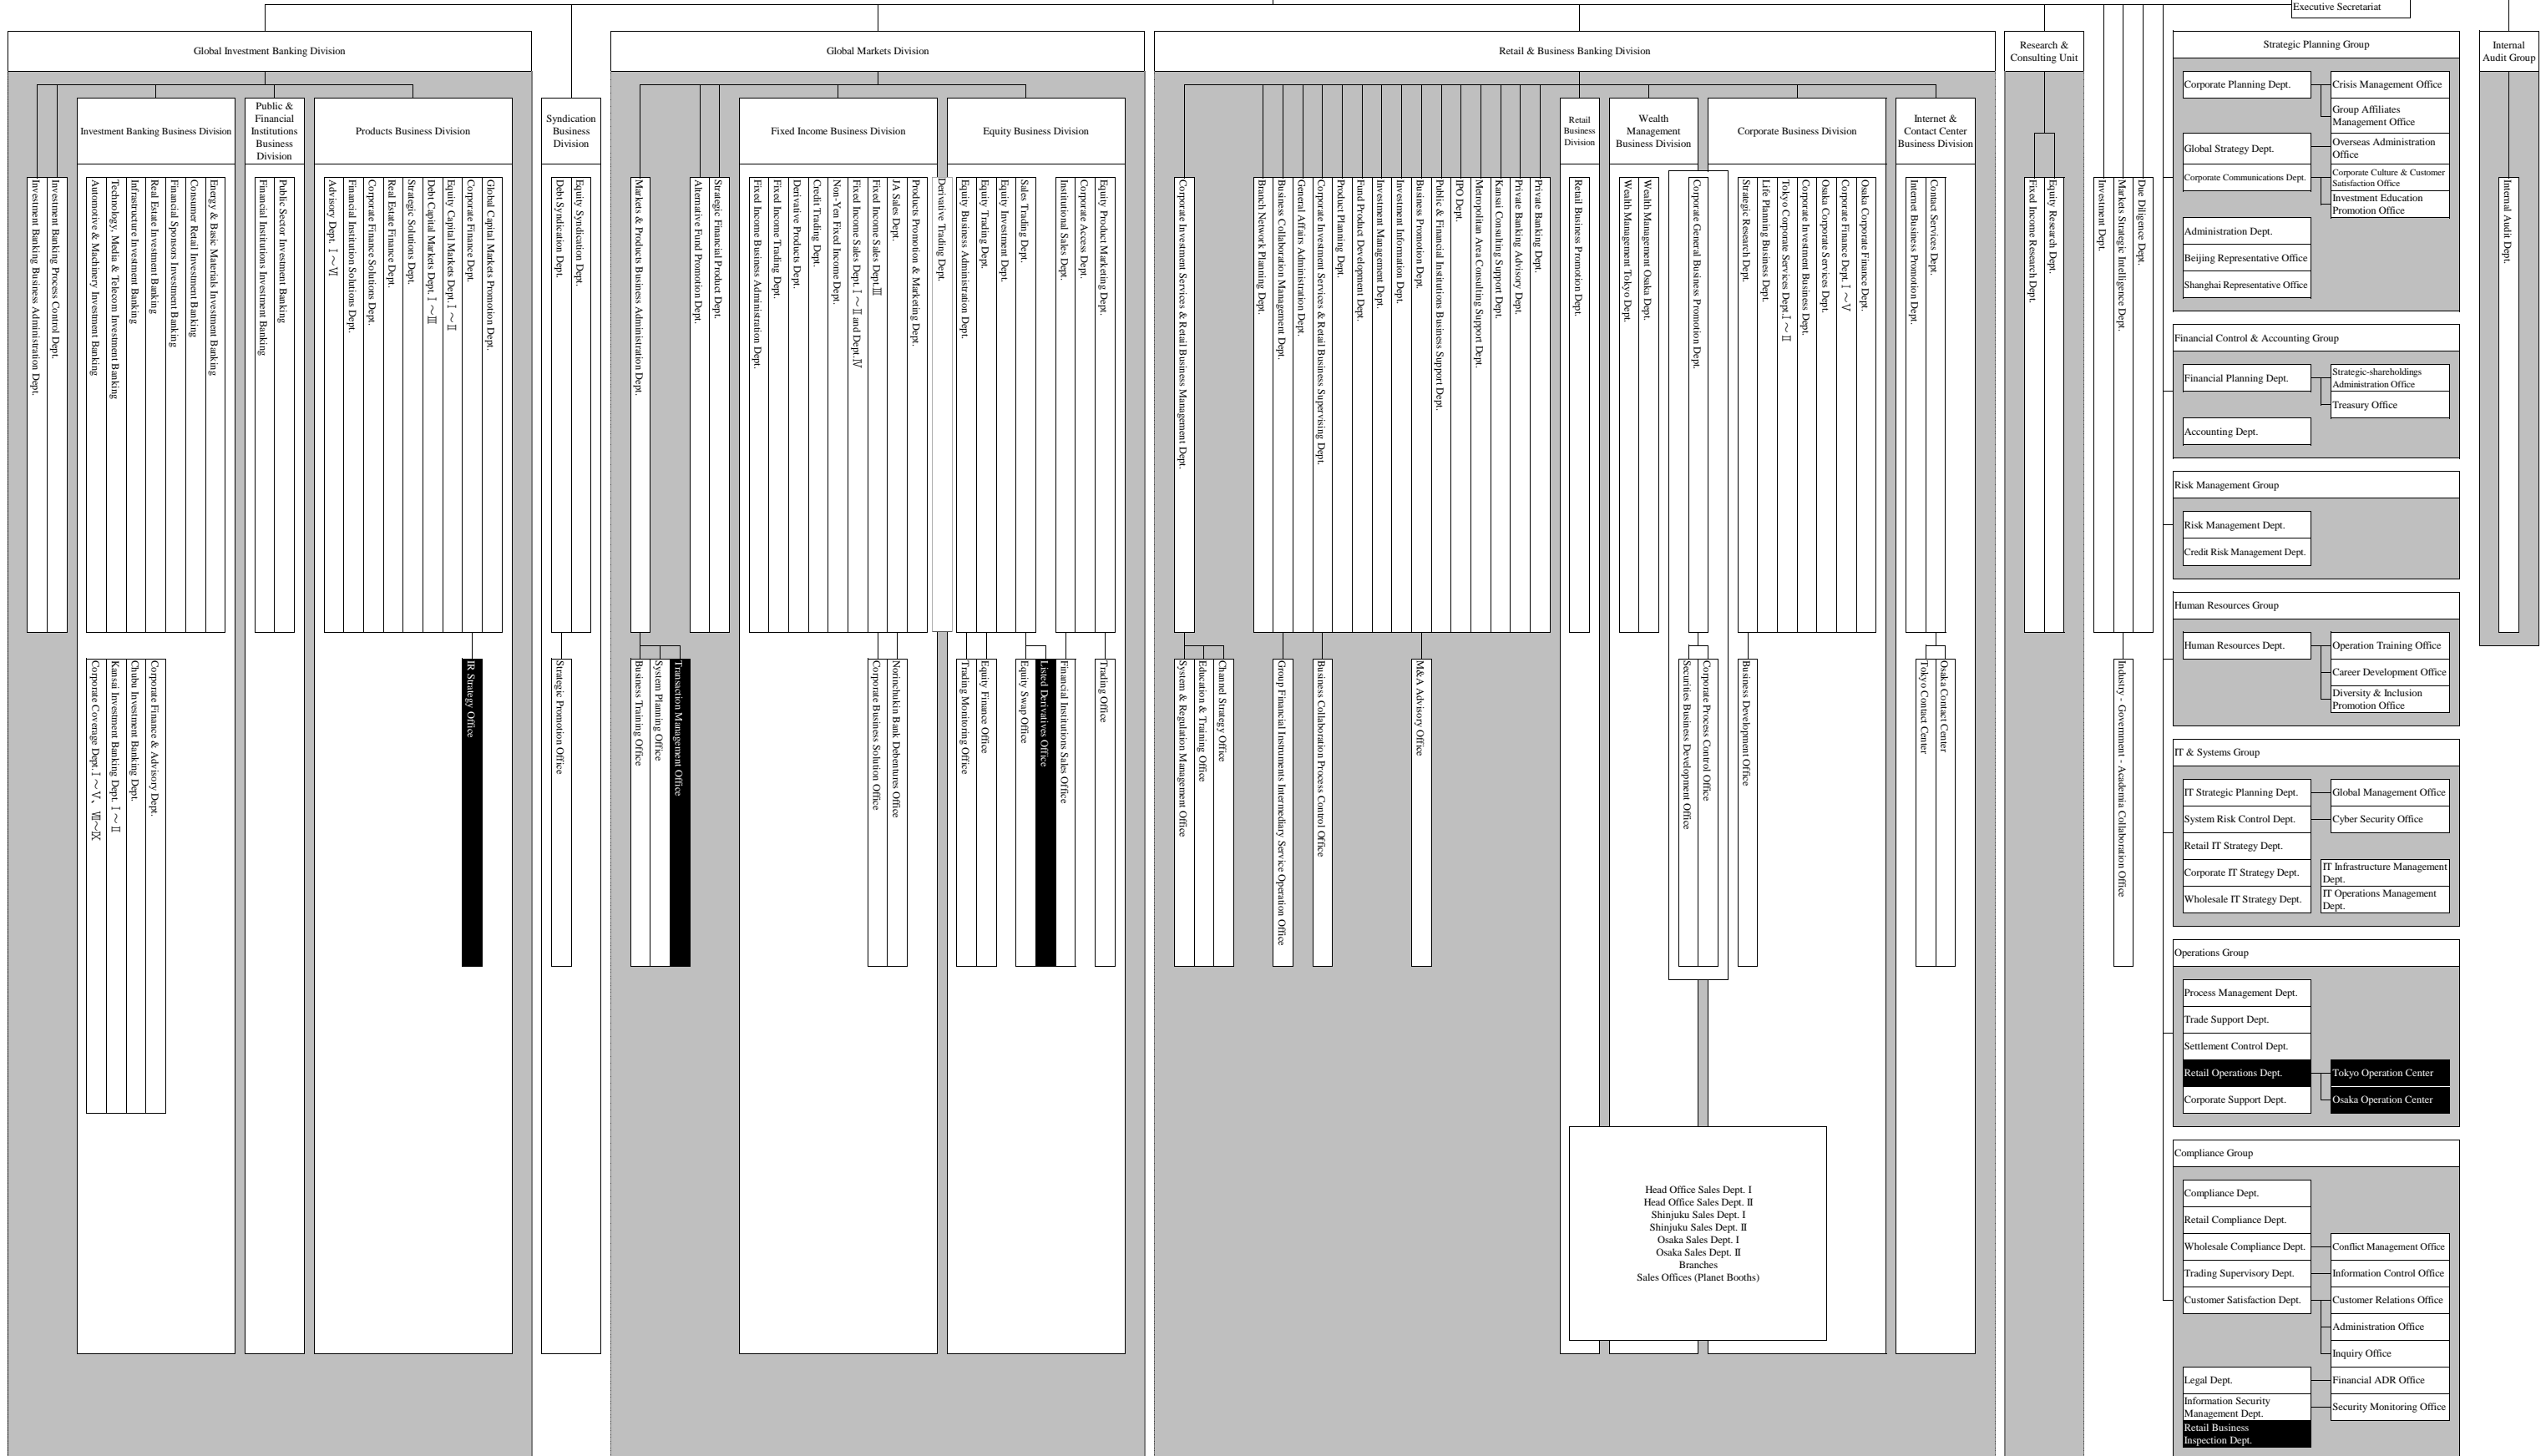 Executive Secretariat
Global Investment Banking Division
Global Markets Division
Retail & Business Banking Division
Research &
Consulting Unit
Strategic Planning Group
Internal
Audit Group
Investment Banking Business Division
Public &
Financial
Institutions
Business
Division
Products Business Division
Syndication
Business
Division
Fixed Income Business Division
Equity Business Division
Retail
Business
Division
Wealth
Management
Business Division
Corporate Business Division
Internet &
Contact Center
Business Division
Investment Banking Business Administration Dept.
Investment Banking Process Control Dept.
Automotive & Machinery Investment Banking
Technology, Media & Telecom Investment Banking
Infrastructure Investment Banking
Real Estate Investment Banking
Financial Sponsors Investment Banking
Consumer Retail Investment Banking
Energy & Basic Materials Investment Banking
Financial Institutions Investment Banking
Public Sector Investment Banking
Advisory Dept. Ⅰ～Ⅵ
Financial Institution Solutions Dept.
Corporate Finance Solutions Dept.
Real Estate Finance Dept.
Strategic Solutions Dept.
Debt Capital Markets Dept.Ⅰ～Ⅲ
Equity Capital Markets Dept.Ⅰ～Ⅱ
Corporate Finance Dept.
Global Capital Markets Promotion Dept.
Debt Syndication Dept.
Equity Syndication Dept.
Markets & Products Business Administration Dept.
Alternative Fund Promotion Dept.
Strategic Financial Product Dept.
Fixed Income Business Administration Dept.
Fixed Income Trading Dept.
Derivative Products Dept.
Credit Trading Dept.
Non-Yen Fixed Income Dept.
Fixed Income Sales Dept.Ⅰ～Ⅱ and Dept.Ⅳ
Fixed Income Sales Dept.Ⅲ
JA Sales Dept.
Products Promotion & Marketing Dept.
Derivative Trading Dept.
Equity Business Administration Dept.
Equity Trading Dept.
Equity Investment Dept.
Sales Trading Dept.
Institutional Sales Dept.
Corporate Access Dept.
Equity Product Marketing Dept.
Corporate Investment Services & Retail Business Management Dept.
Branch Network Planning Dept.
Business Collaboration Management Dept.
General Affairs Administration Dept.
Corporate Investment Services & Retail Business Supervising Dept.
Product Planning Dept.
Fund Product Development Dept.
Investment Management Dept.
Investment Information Dept.
Business Promotion Dept.
Public & Financial Institutions Business Support Dept.
IPO Dept.
Metropolitan Area Consulting Support Dept.
Kansai Consulting Support Dept.
Private Banking Advisory Dept.
Private Banking Dept.
Retail Business Promotion Dept.
Wealth Management Tokyo Dept.
Wealth Management Osaka Dept.
Corporate General Business Promotion Dept.
Strategic Research Dept.
Life Planning Business Dept.
Tokyo Corporate Services Dept.Ⅰ～Ⅱ
Corporate Investment Business Dept.
Osaka Corporate Services Dept.
Corporate Finance Dept.Ⅰ～Ⅴ
Osaka Corporate Finance Dept.
Internet Business Promotion Dept.
Contact Services Dept.
Fixed Income Research Dept.
Equity Research Dept.
Investment Dept.
Markets Strategic Intelligence Dept.
Due Diligence Dept.
Internal Audit Dept.
Corporate Coverage Dept.Ⅰ～Ⅴ、Ⅶ～Ⅸ
Kansai Investment Banking Dept.Ⅰ～Ⅱ
Chubu Investment Banking Dept.
Corporate Finance & Advisory Dept.
IR Strategy Office
Strategic Promotion Office
Business Training Office
System Planning Office
Transaction Management Office
Corporate Business Solution Office
Norinchukin Bank Debentures Office
Trading Monitoring Office
Equity Finance Office
Equity Swap Office
Listed Derivatives Office
Financial Institutions Sales Office
Trading Office
System & Regulation Management Office
Education & Training Office
Channel Strategy Office
Group Financial Instruments Intermediary Service Operation Office
Business Collaboration Process Control Office
M&A Advisory Office
Securities Business Development Office
Corporate Process Control Office
Business Development Office
Tokyo Contact Center
Osaka Contact Center
Industry - Government - Academia Collaboration Office
Head Office Sales Dept. Ⅰ
Head Office Sales Dept. Ⅱ
Shinjuku Sales Dept. Ⅰ
Shinjuku Sales Dept. Ⅱ
Osaka Sales Dept. Ⅰ
Osaka Sales Dept. Ⅱ
Branches
Sales Offices (Planet Booths)
Corporate Planning Dept.
Crisis Management Office
Group Affiliates
Management Office
Global Strategy Dept.
Overseas Administration
Office
Corporate Communications Dept.
Corporate Culture & Customer
Satisfaction Office
Investment Education
Promotion Office
Administration Dept.
Beijing Representative Office
Shanghai Representative Office
Financial Control & Accounting Group
Financial Planning Dept.
Strategic-shareholdings
Administration Office
Treasury Office
Accounting Dept.
Risk Management Group
Risk Management Dept.
Credit Risk Management Dept.
Human Resources Group
Human Resources Dept.
Operation Training Office
Career Development Office
Diversity & Inclusion
Promotion Office
IT & Systems Group
IT Strategic Planning Dept.
Global Management Office
System Risk Control Dept.
Cyber Security Office
Retail IT Strategy Dept.
Corporate IT Strategy Dept.
IT Infrastructure Management
Dept.
Wholesale IT Strategy Dept.
IT Operations Management
Dept.
Operations Group
Process Management Dept.
Trade Support Dept.
Settlement Control Dept.
Retail Operations Dept.
Tokyo Operation Center
Corporate Support Dept.
Osaka Operation Center
Compliance Group
Compliance Dept.
Retail Compliance Dept.
Wholesale Compliance Dept.
Conflict Management Office
Trading Supervisory Dept.
Information Control Office
Customer Satisfaction Dept.
Customer Relations Office
Administration Office
Inquiry Office
Legal Dept.
Financial ADR Office
Information Security
Management Dept.
Security Monitoring Office
Retail Business
Inspection Dept.